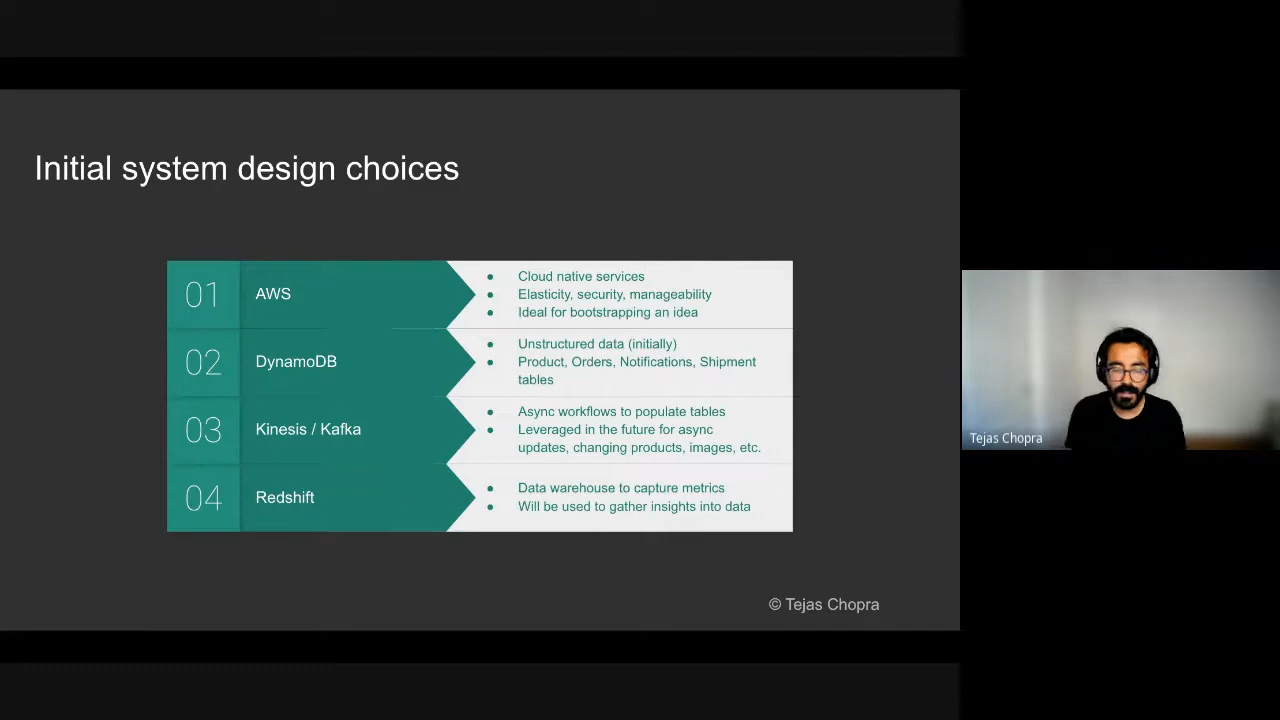 Initial system design choices
01
AWS
● Cloud native services
● Elasticity, security, manageability
● Ideal for bootstrapping an idea
02
DynamoDB
● Unstructured data (initially)
● Product, Orders, Notifications, Shipment
tables
03
Kinesis / Kafka
● Async workflows to populate tables
● Leveraged in the future for async
updates, changing products, images, etc.
04
Redshift
● Data warehouse to capture metrics
● Will be used to gather insights into data
© Tejas Chopra
Tejas Chopra